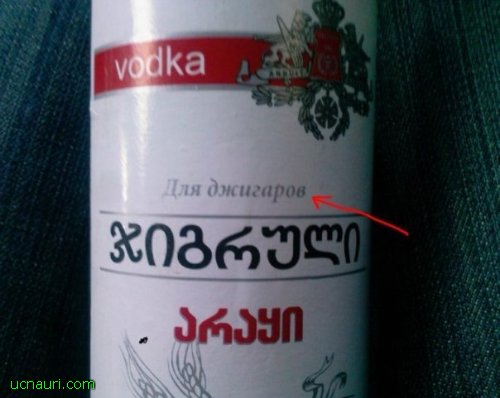 vodka
Для джигаров
ჯიგრული
არაყი
ucnauri.com